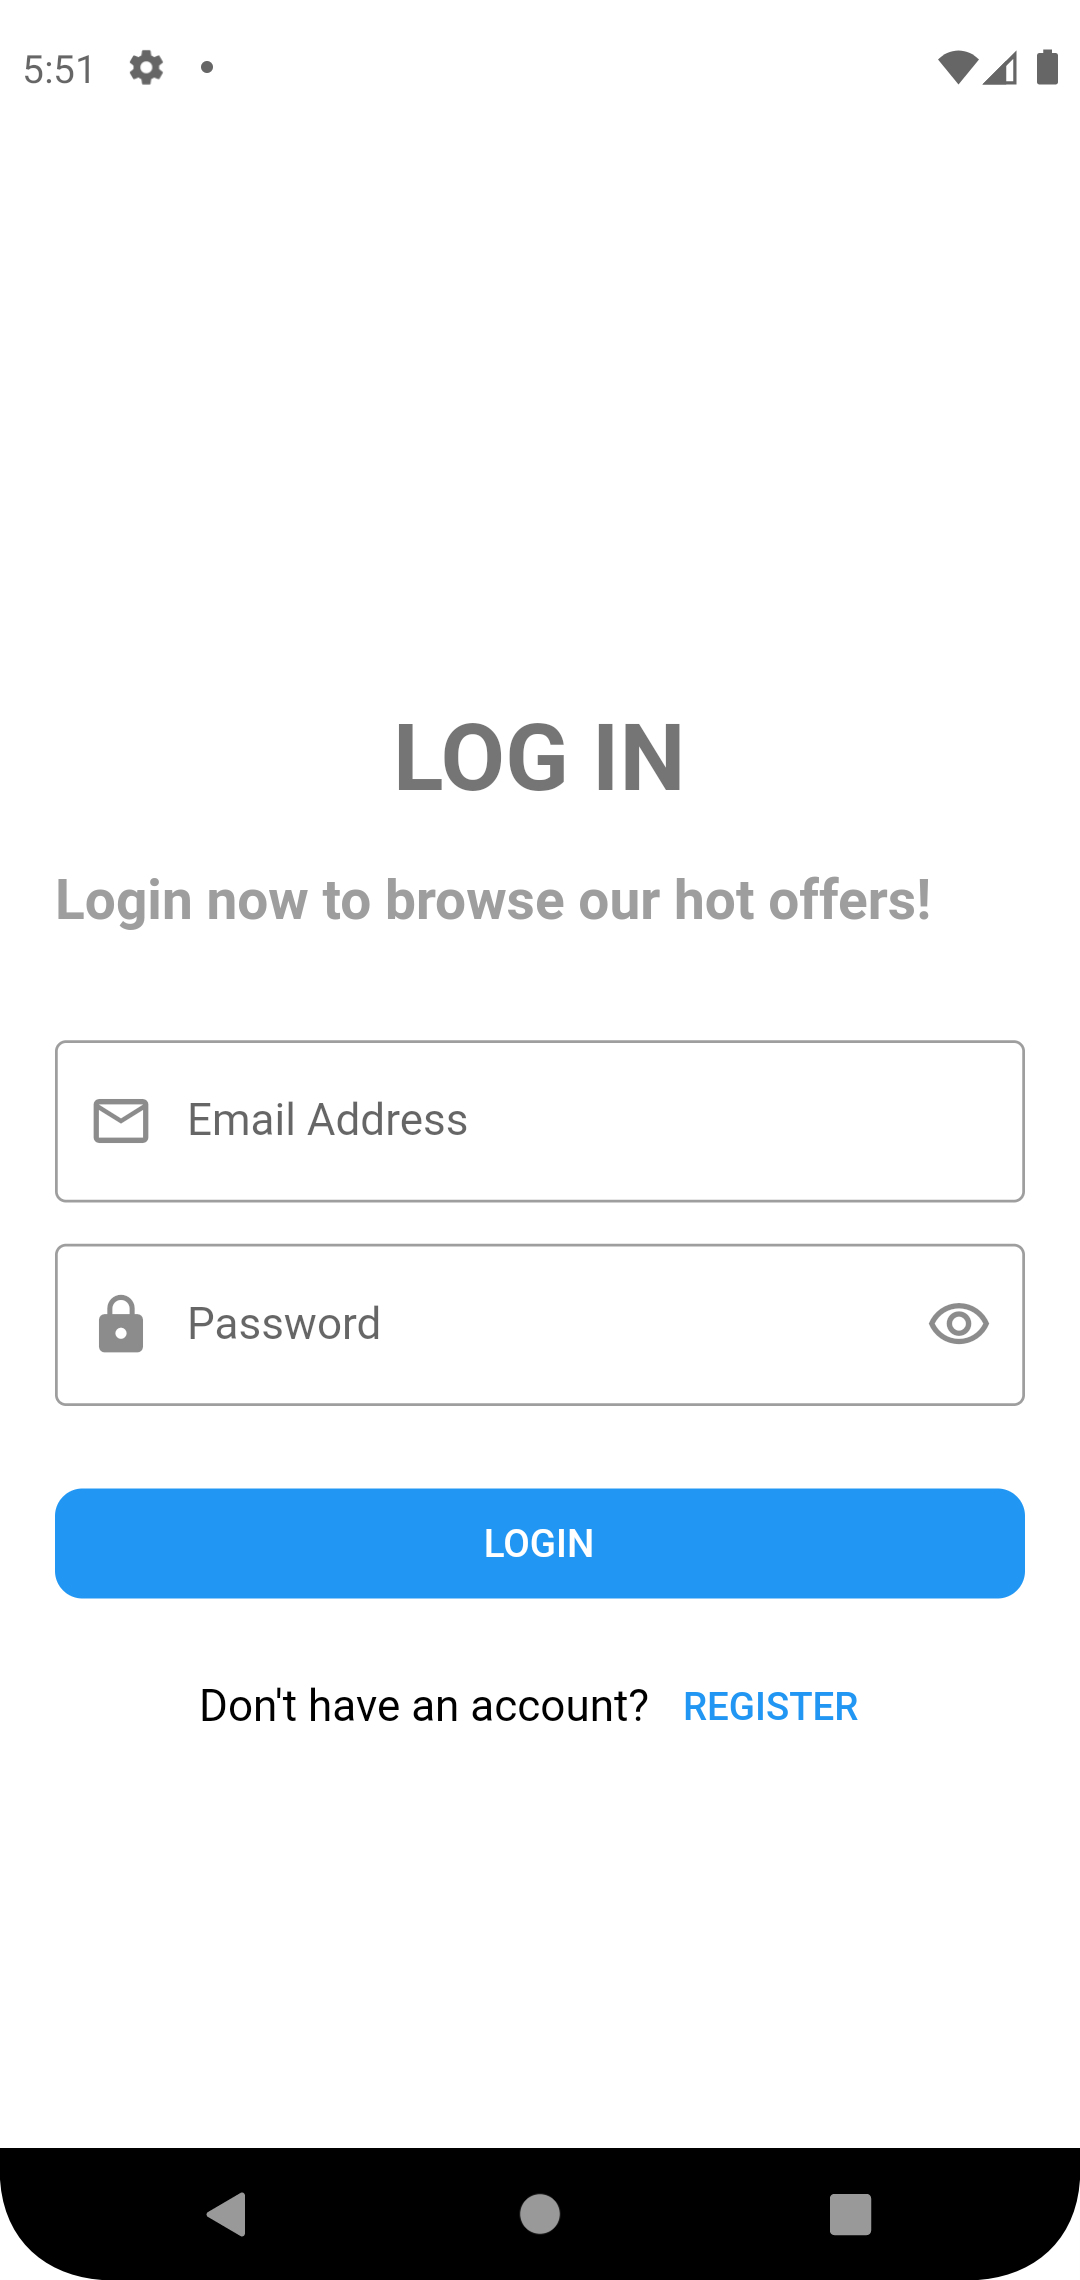 5:51
LOG IN
Login now to browse our hot offers!
Email Address
Password
LOGIN
Don't have an account? REGISTER